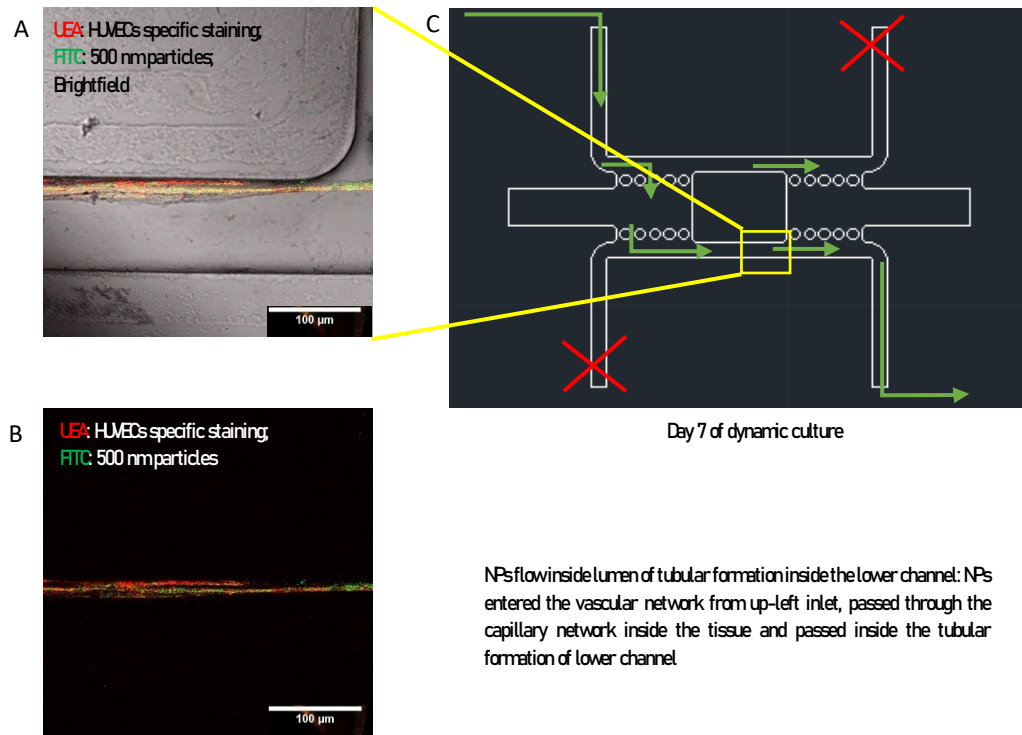 A
UEA: HUVECs specific staining;
FITC: 500 nm particles;
Brightfield
100 µm
C
Day 7 of dynamic culture
B
UEA: HUVECs specific staining;
FITC: 500 nm particles
100 µm
NPs flow inside lumen of tubular formation inside the lower channel: NPs
entered the vascular network from up-left inlet, passed through the
capillary network inside the tissue and passed inside the tubular
formation of lower channel